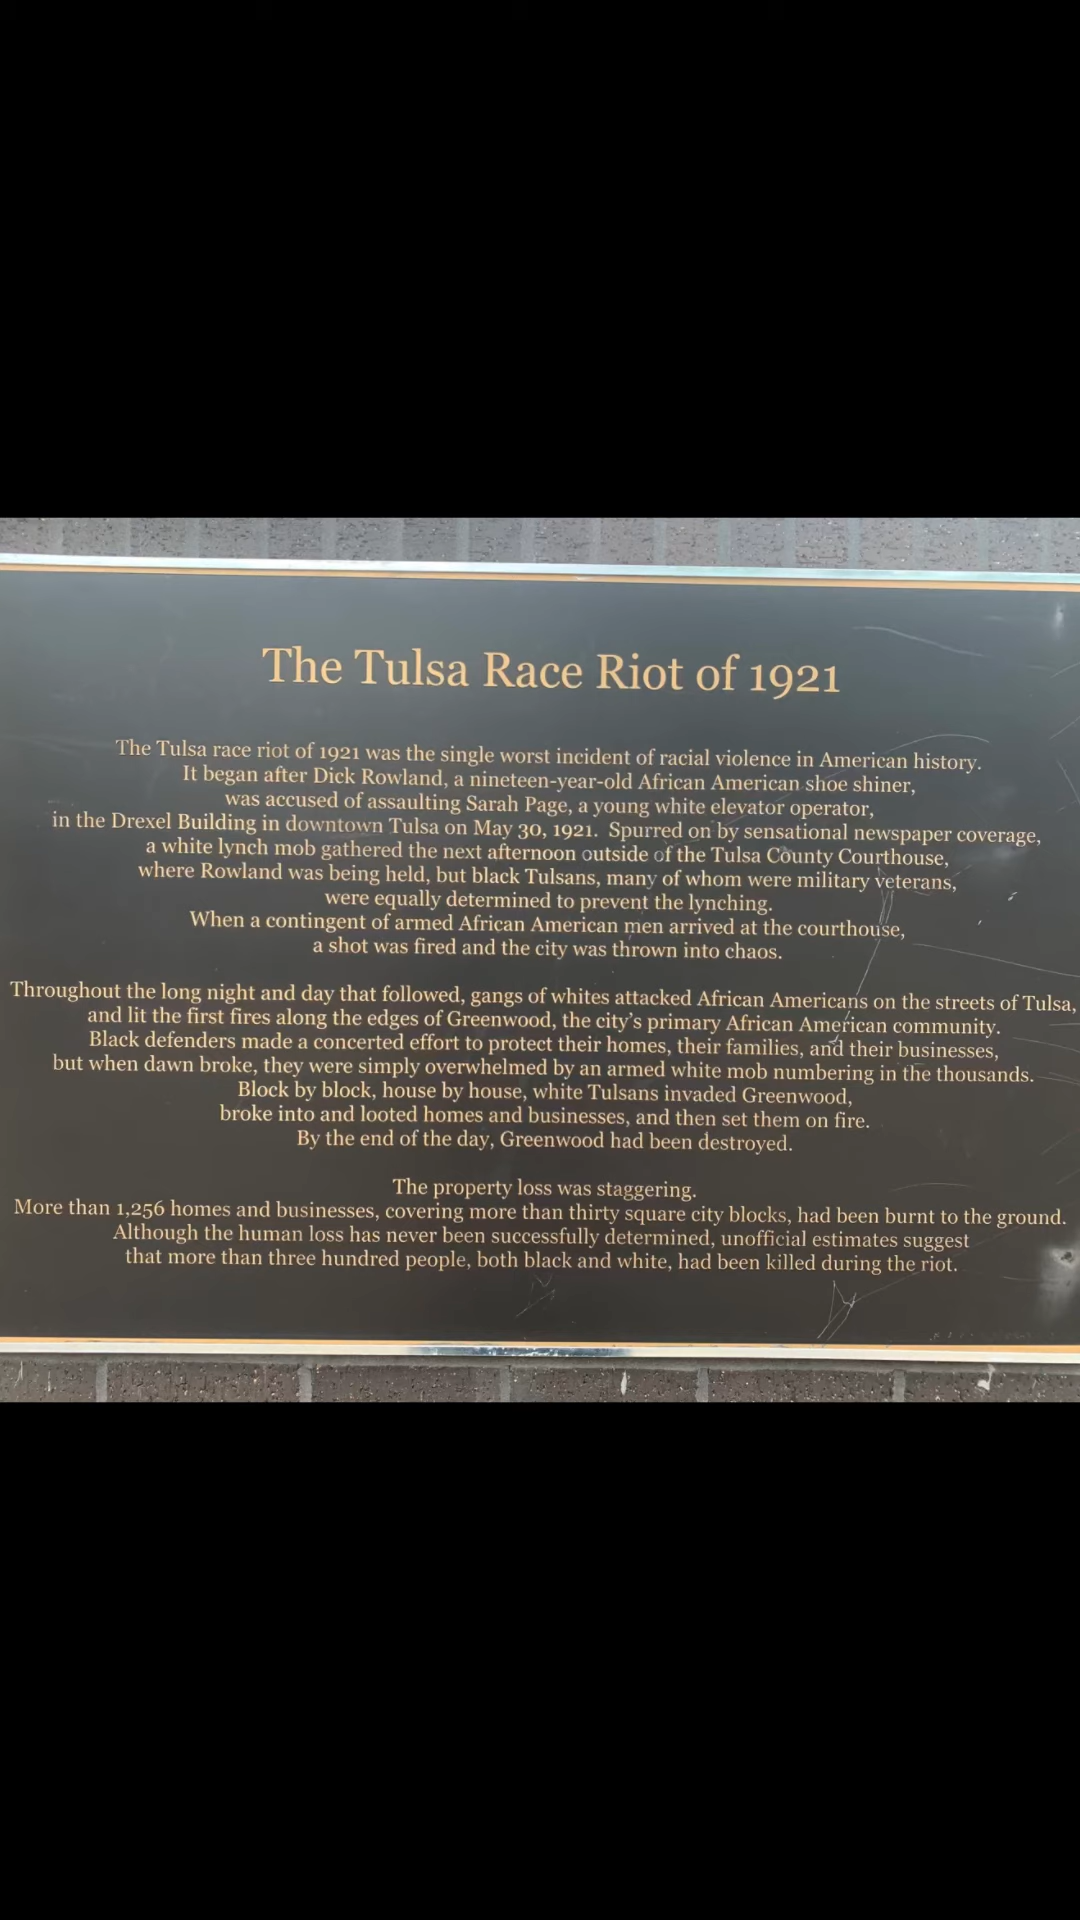 The Tulsa Race Riot of 1921
The Tulsa race riot of 1921 was the single worst incident of racial violence in American history.
It began after Dick Rowland, a nineteen-year-old African American shoe shiner,
was accused of assaulting Sarah Page, a young white elevator operator,
in the Drexel Building in downtown Tulsa on May 30, 1921. Spurred on by sensational newspaper coverage,
a white lynch mob gathered the next afternoon outside of the Tulsa County Courthouse,
where Rowland was being held, but black Tulsans, many of whom were military veterans,
were equally determined to prevent the lynching.
When a contingent of armed African American men arrived at the courthouse,
a shot was fired and the city was thrown into chaos.
Throughout the long night and day that followed, gangs of whites attacked African Americans on the streets of Tulsa,
and lit the first fires along the edges of Greenwood, the city's primary African American community.
Black defenders made a concerted effort to protect their homes, their families, and their businesses,
but when dawn broke, they were simply overwhelmed by an armed white mob numbering in the thousands.
Block by block, house by house, white Tulsans invaded Greenwood,
broke into and looted homes and businesses, and then set them on fire.
By the end of the day, Greenwood had been destroyed.
The property loss was staggering.
More than 1,256 homes and businesses, covering more than thirty square city blocks, had been burnt to the ground.
Although the human loss has never been successfully determined, unofficial estimates suggest
that more than three hundred people, both black and white, had been killed during the riot.